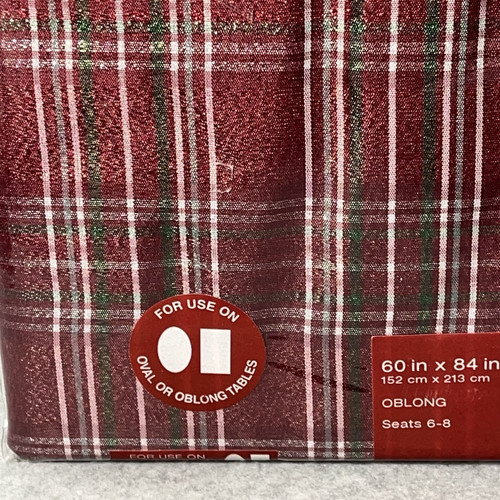 FOR USE ON
OVAL OR OBLONG TABLES
60 in x 84 in
152 cm x 213 cm
OBLONG
Seats 6-8
FOR USE ON